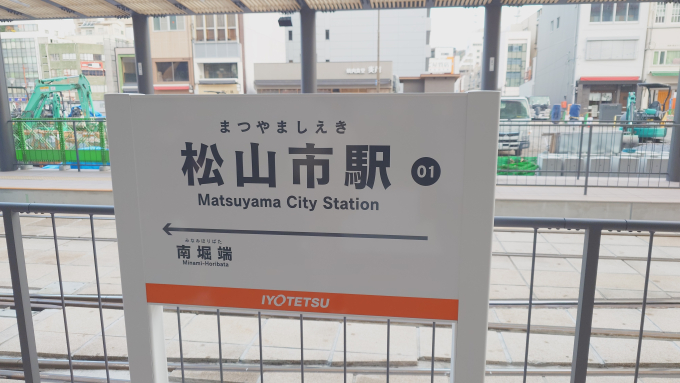 まつやましえき
松山市駅 01
Matsuyama City Station
みなみほりばた
南堀端
Minami-Horibata
IYOTETSU